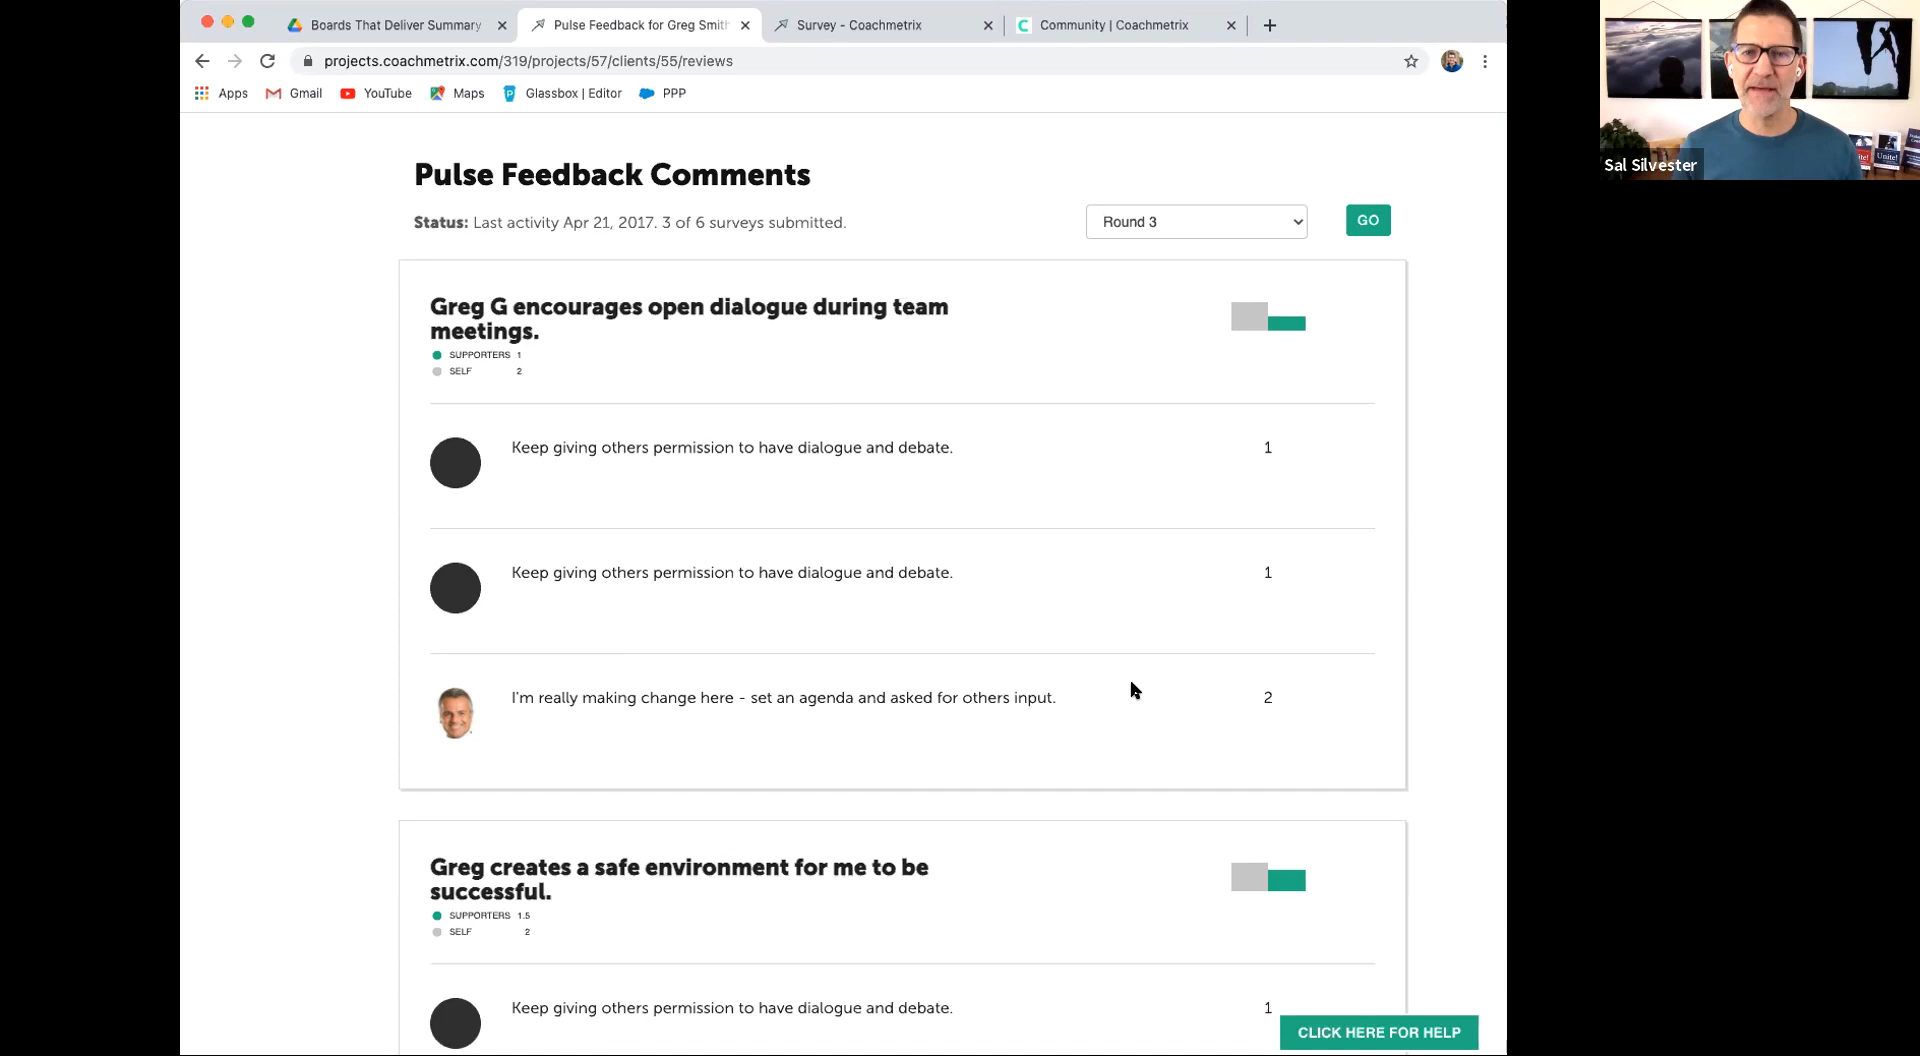 Boards That Deliver Summary
Pulse Feedback for Greg Smith
Survey - Coachmetrix
Community | Coachmetrix
projects.coachmetrix.com/319/projects/57/clients/55/reviews
Apps
Gmail
YouTube
Maps
Glassbox | Editor
PPP
Sal Silvester
Unite!
Pulse Feedback Comments
Status: Last activity Apr 21, 2017. 3 of 6 surveys submitted.
Round 3
GO
Greg G encourages open dialogue during team
meetings.
SUPPORTERS 1
SELF 2
Keep giving others permission to have dialogue and debate. 1
Keep giving others permission to have dialogue and debate. 1
I'm really making change here - set an agenda and asked for others input. 2
Greg creates a safe environment for me to be
successful.
SUPPORTERS 1.5
SELF 2
Keep giving others permission to have dialogue and debate. 1
CLICK HERE FOR HELP